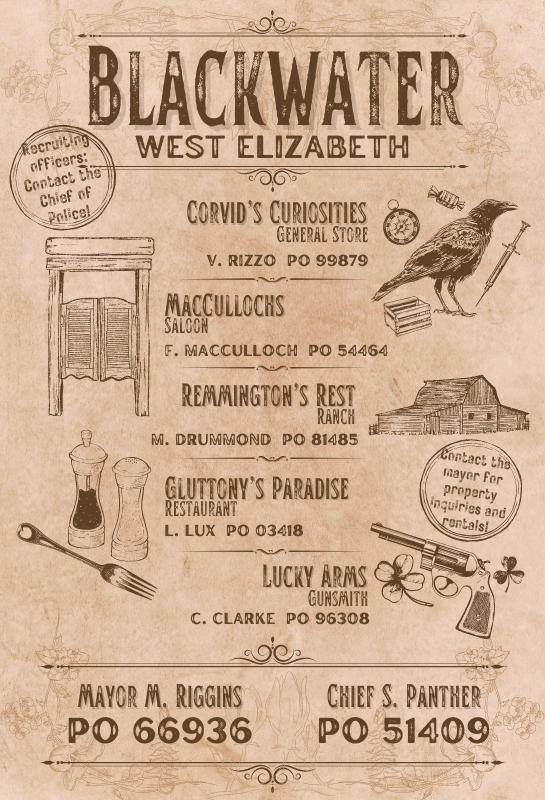 BLACKWATER
WEST ELIZABETH
Recruiting
officers:
Contact the
Chief of
Police!
CORVID'S CURIOSITIES
GENERAL STORE
V. RIZZO PO 99879
MACCULLOCHS
SALOON
F. MACCULLOCH PO 54464
REMMINGTON'S REST
RANCH
M. DRUMMOND PO 81485
Contact the
mayor for
property
inquiries and
rentals!
GLUTTONY'S PARADISE
RESTAURANT
L. LUX PO 03418
LUCKY ARMS
GUNSMITH
C. CLARKE PO 96308
MAYOR M. RIGGINS
PO 66936
CHIEF S. PANTHER
PO 51409